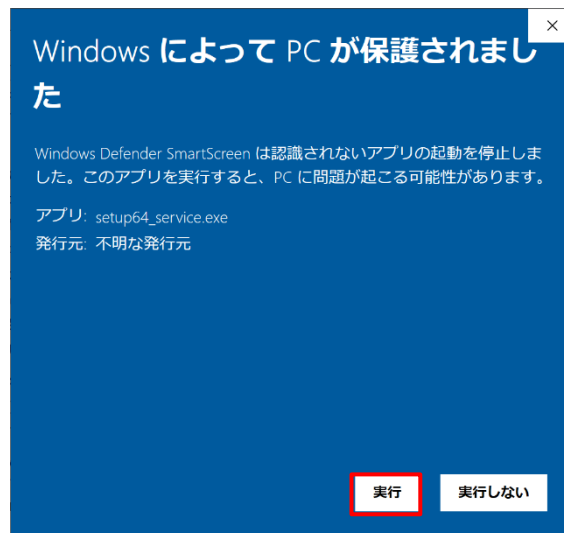 Windows によって PC が保護されまし
た
Windows Defender SmartScreen は認識されないアプリの起動を停止しま
した。このアプリを実行すると、PC に問題が起こる可能性があります。
アプリ: setup64_service.exe
発行元: 不明な発行元
実行 実行しない